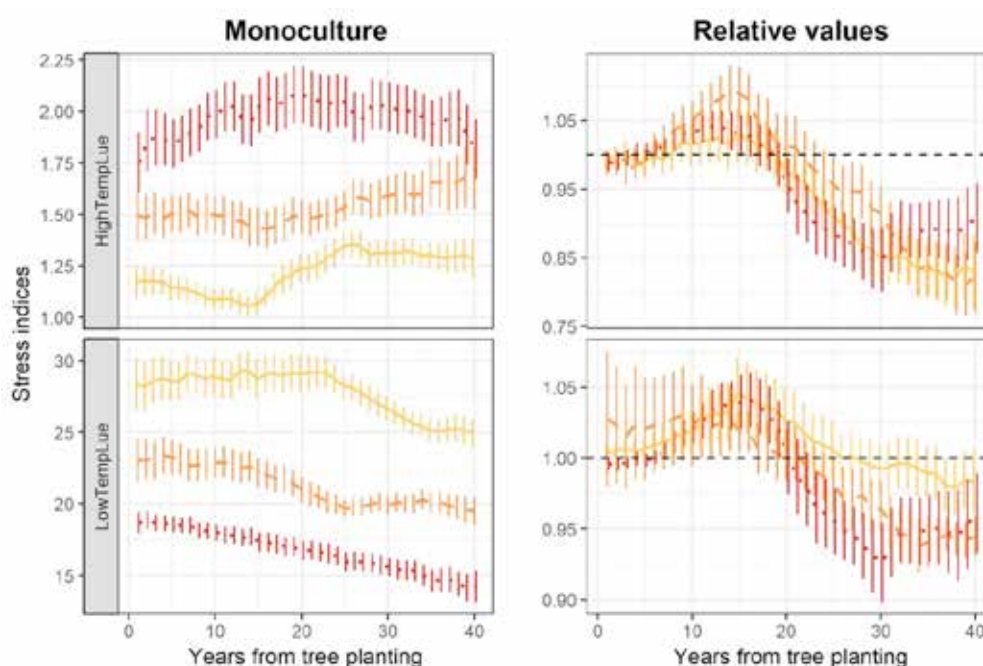 Monoculture
Relative values
Stress indices
HighTempLue
2.25
2.00
1.75
1.50
1.25
1.00
1.05
0.95
0.85
0.75
LowTempLue
30
25
20
15
1.05
1.00
0.95
0.90
0 10 20 30 40
0 10 20 30 40
Years from tree planting
Years from tree planting